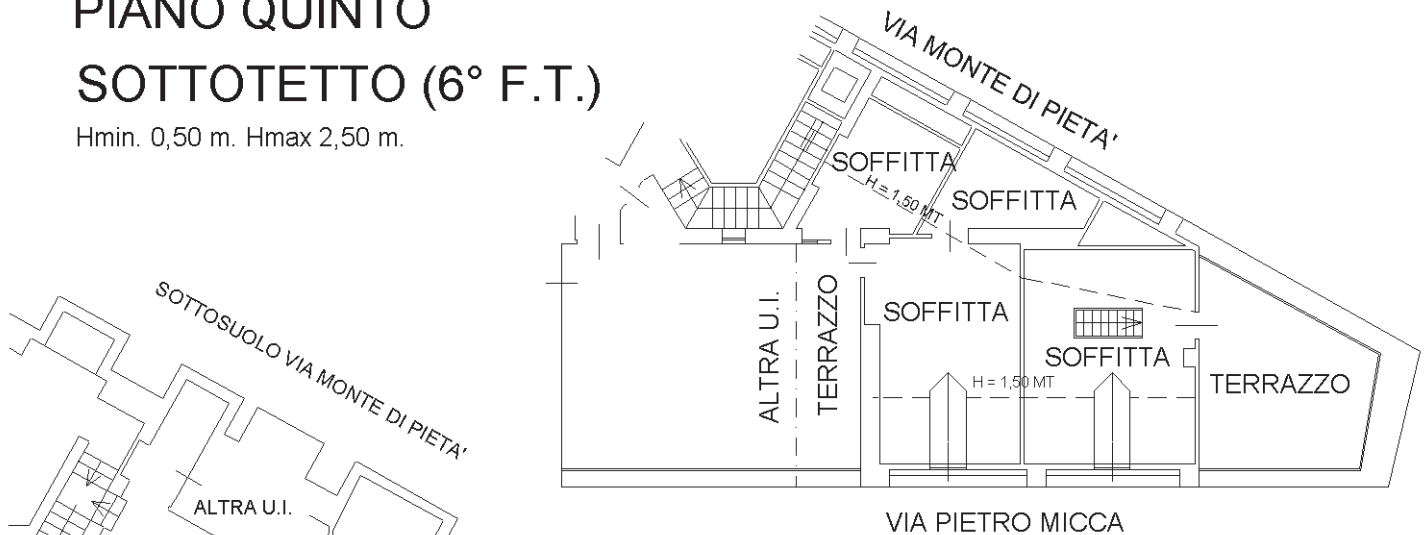 PIANO QUINTO
SOTTOTETTO (6° F.T.)
Hmin. 0,50 m. Hmax 2,50 m.
VIA MONTE DI PIETA'
SOFFITTA
H = 1,50 MT
SOFFITTA
ALTRA U.I.
TERRAZZO
SOFFITTA
SOFFITTA
H = 1,50 MT
TERRAZZO
VIA PIETRO MICCA
SOTTOSUOLO VIA MONTE DI PIETA'
ALTRA U.I.